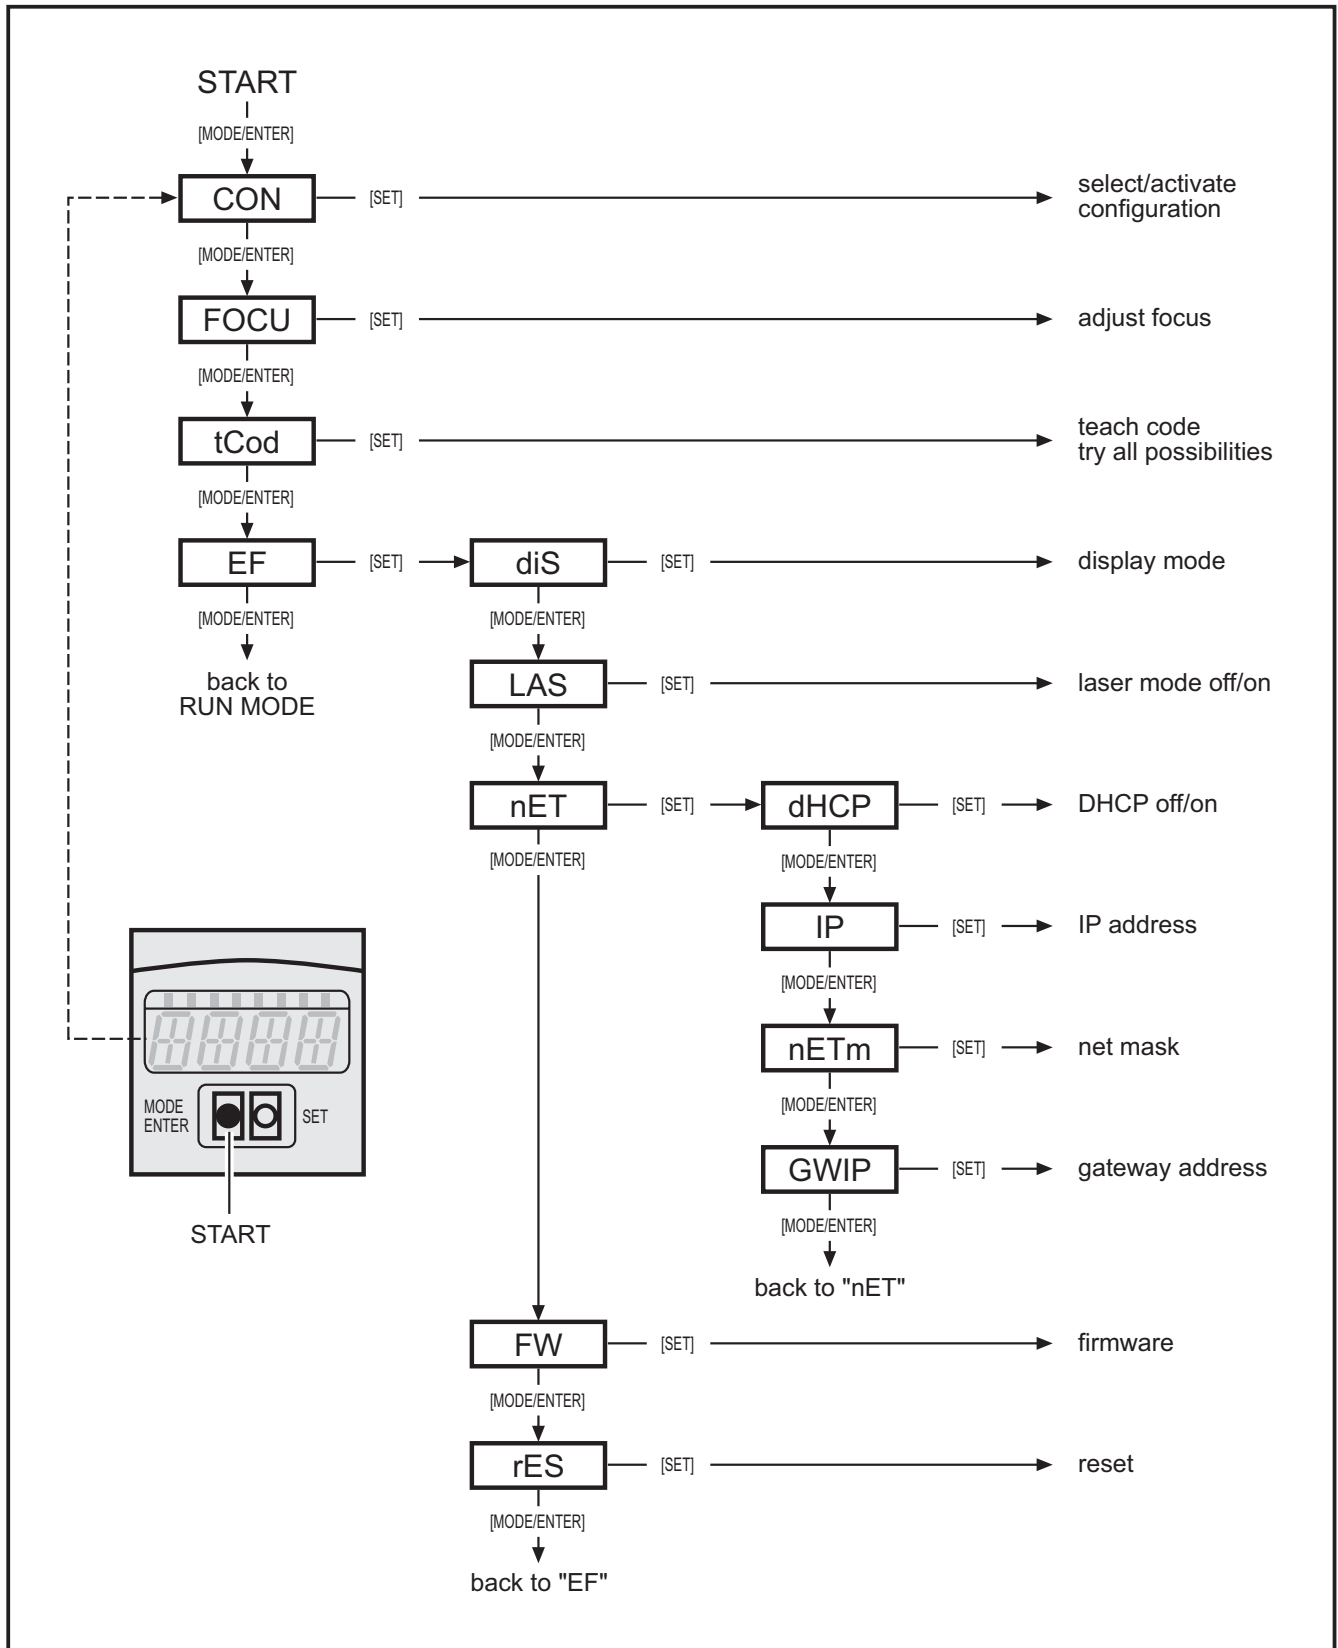 START
[MODE/ENTER]
CON
[SET]
select/activate
configuration
[MODE/ENTER]
FOCU
[SET]
adjust focus
[MODE/ENTER]
tCod
[SET]
teach code
try all possibilities
[MODE/ENTER]
EF
[SET]
diS
[SET]
display mode
[MODE/ENTER]
[MODE/ENTER]
back to
RUN MODE
LAS
[SET]
laser mode off/on
[MODE/ENTER]
nET
[SET]
dHCP
[SET]
DHCP off/on
[MODE/ENTER]
[MODE/ENTER]
IP
[SET]
IP address
[MODE/ENTER]
nETm
[SET]
net mask
[MODE/ENTER]
GWIP
[SET]
gateway address
[MODE/ENTER]
back to "nET"
MODE
ENTER
SET
START
FW
[SET]
firmware
[MODE/ENTER]
rES
[SET]
reset
[MODE/ENTER]
back to "EF"